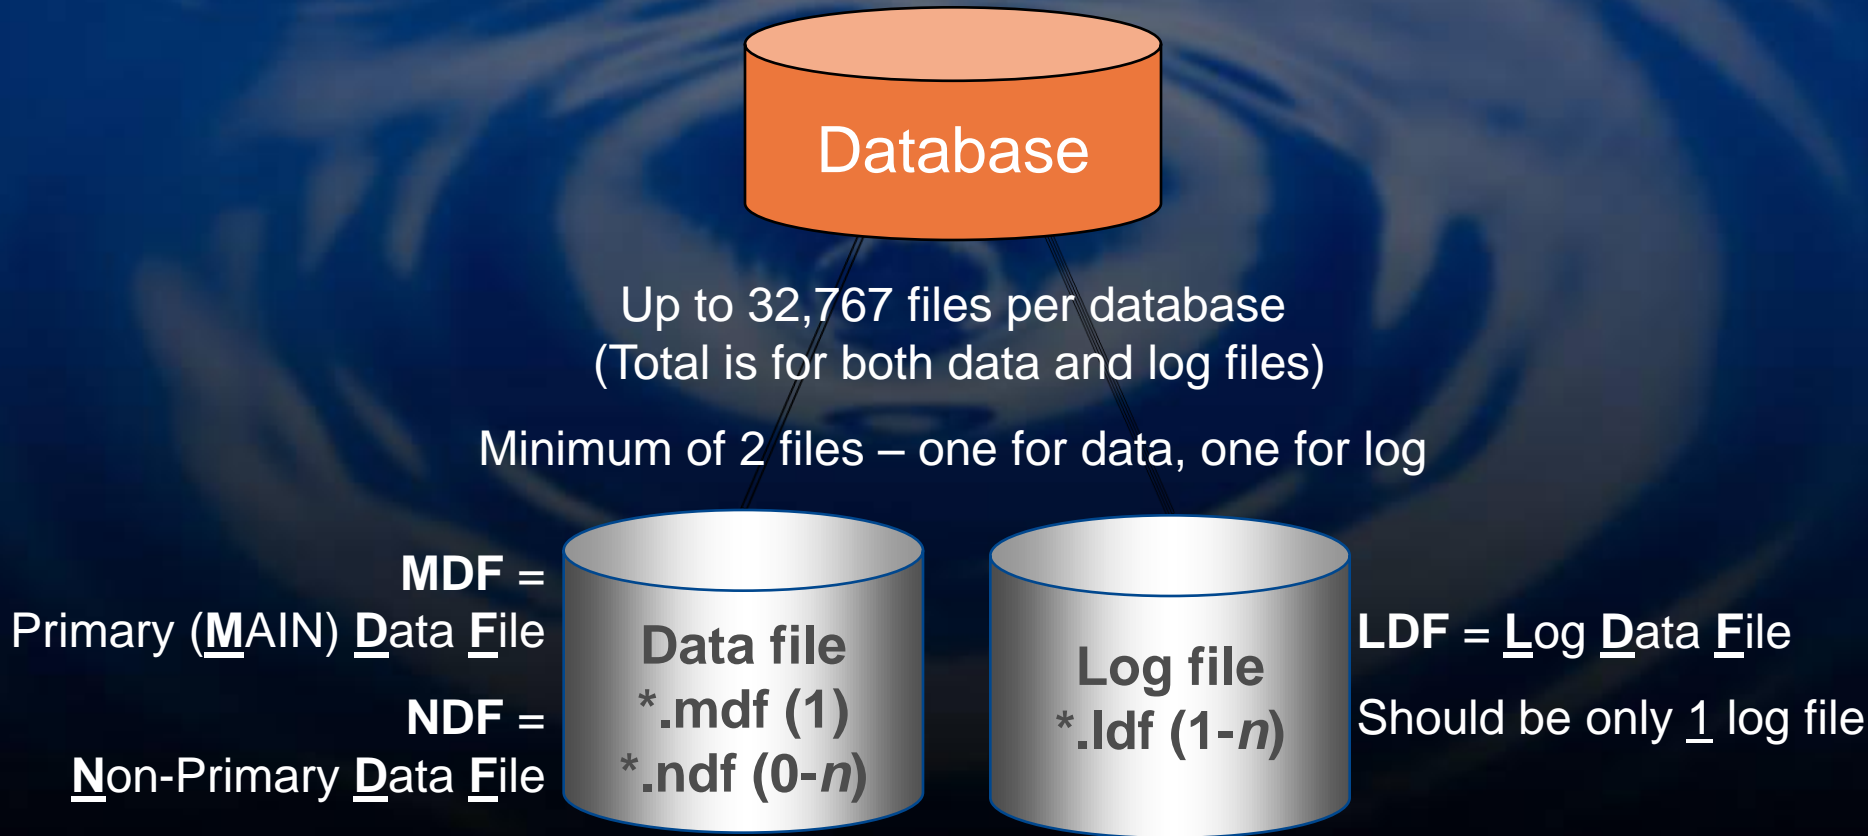 Database
Up to 32,767 files per database
(Total is for both data and log files)
Minimum of 2 files – one for data, one for log
MDF =
Primary (MAIN) Data File
NDF =
Non-Primary Data File
Data file
*.mdf (1)
*.ndf (0-n)
Log file
*.ldf (1-n)
LDF = Log Data File
Should be only 1 log file